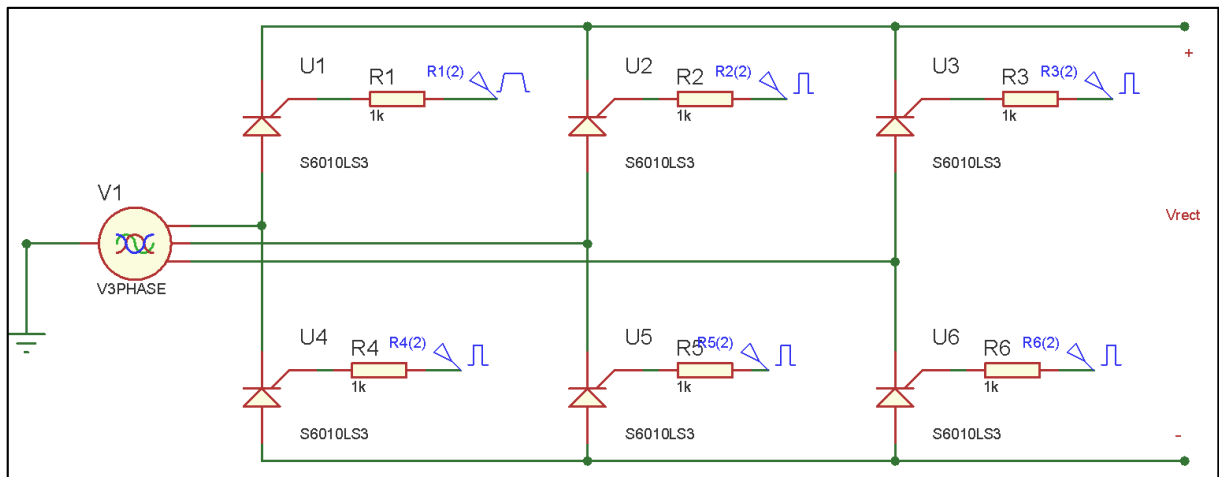 U1
R1
R1(2)
1k
S6010LS3
U2
R2
R2(2)
1k
S6010LS3
U3
R3
R3(2)
1k
S6010LS3
+
V1
V3PHASE
Vrect
U4
R4
R4(2)
1k
S6010LS3
U5
R5
R5(2)
1k
S6010LS3
U6
R6
R6(2)
1k
S6010LS3
-